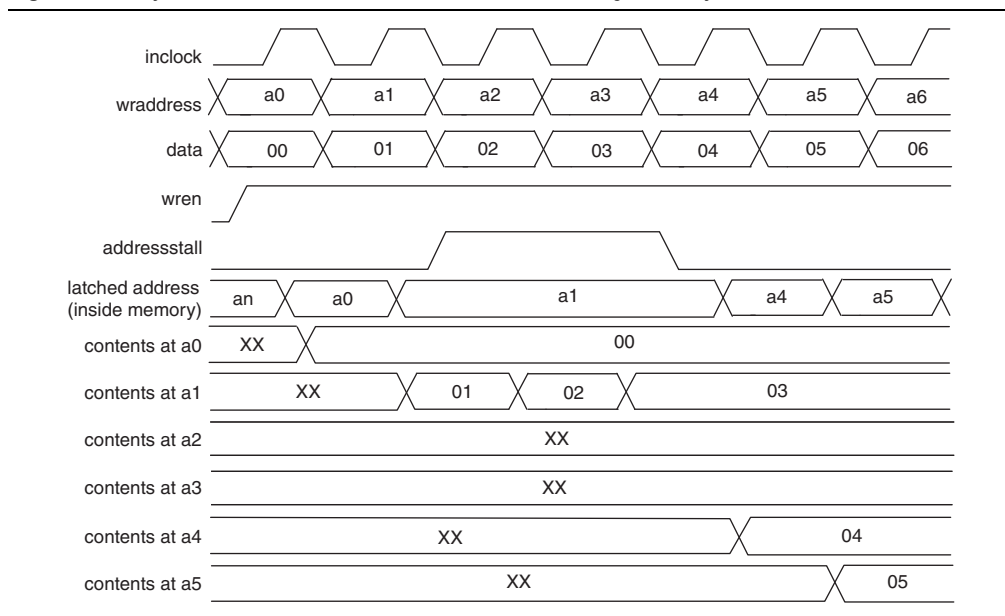 inclock
wraddress a0 a1 a2 a3 a4 a5 a6
data 00 01 02 03 04 05 06
wren
addressstall
latched address
(inside memory) an a0 a1 a4 a5
contents at a0 XX 00
contents at a1 XX 01 02 03
contents at a2 XX
contents at a3 XX
contents at a4 XX 04
contents at a5 XX 05